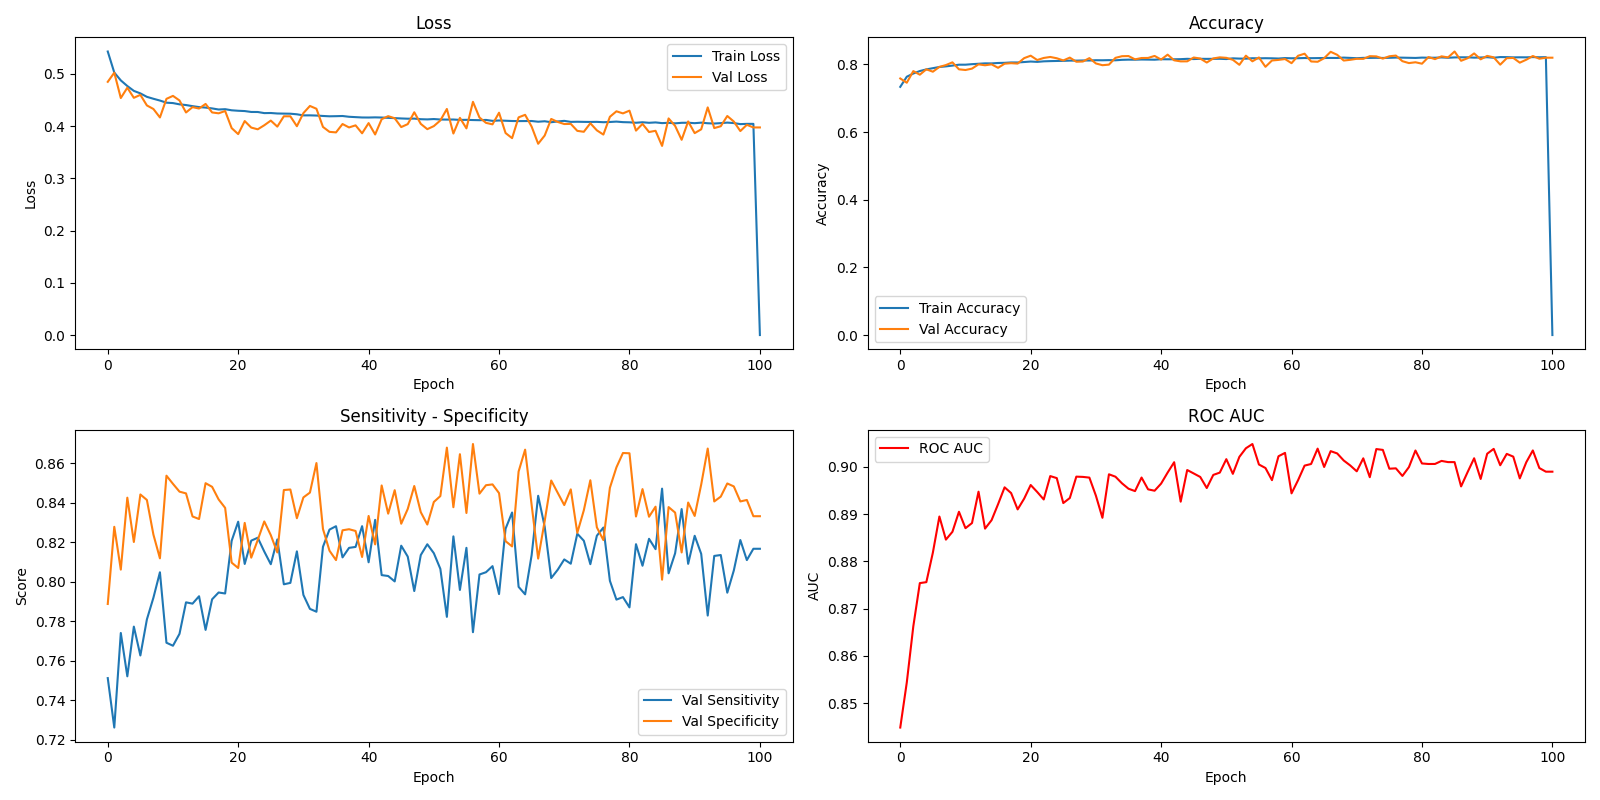 Loss
Train Loss
Val Loss
0.5
0.4
0.3
0.2
0.1
0.0
Loss
0 20 40 60 80 100
Epoch
Accuracy
0.8
0.6
0.4
0.2
0.0
Accuracy
Train Accuracy
Val Accuracy
0 20 40 60 80 100
Epoch
Sensitivity - Specificity
0.86
0.84
0.82
0.80
0.78
0.76
0.74
0.72
Score
Val Sensitivity
Val Specificity
0 20 40 60 80 100
Epoch
ROC AUC
ROC AUC
0.90
0.89
0.88
0.87
0.86
0.85
AUC
0 20 40 60 80 100
Epoch